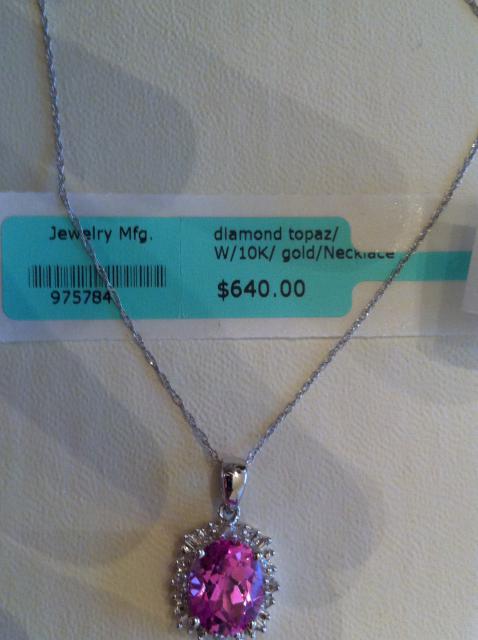 Jewelry Mfg.
975784
diamond topaz/
W/10K/ gold/Necklace
$640.00